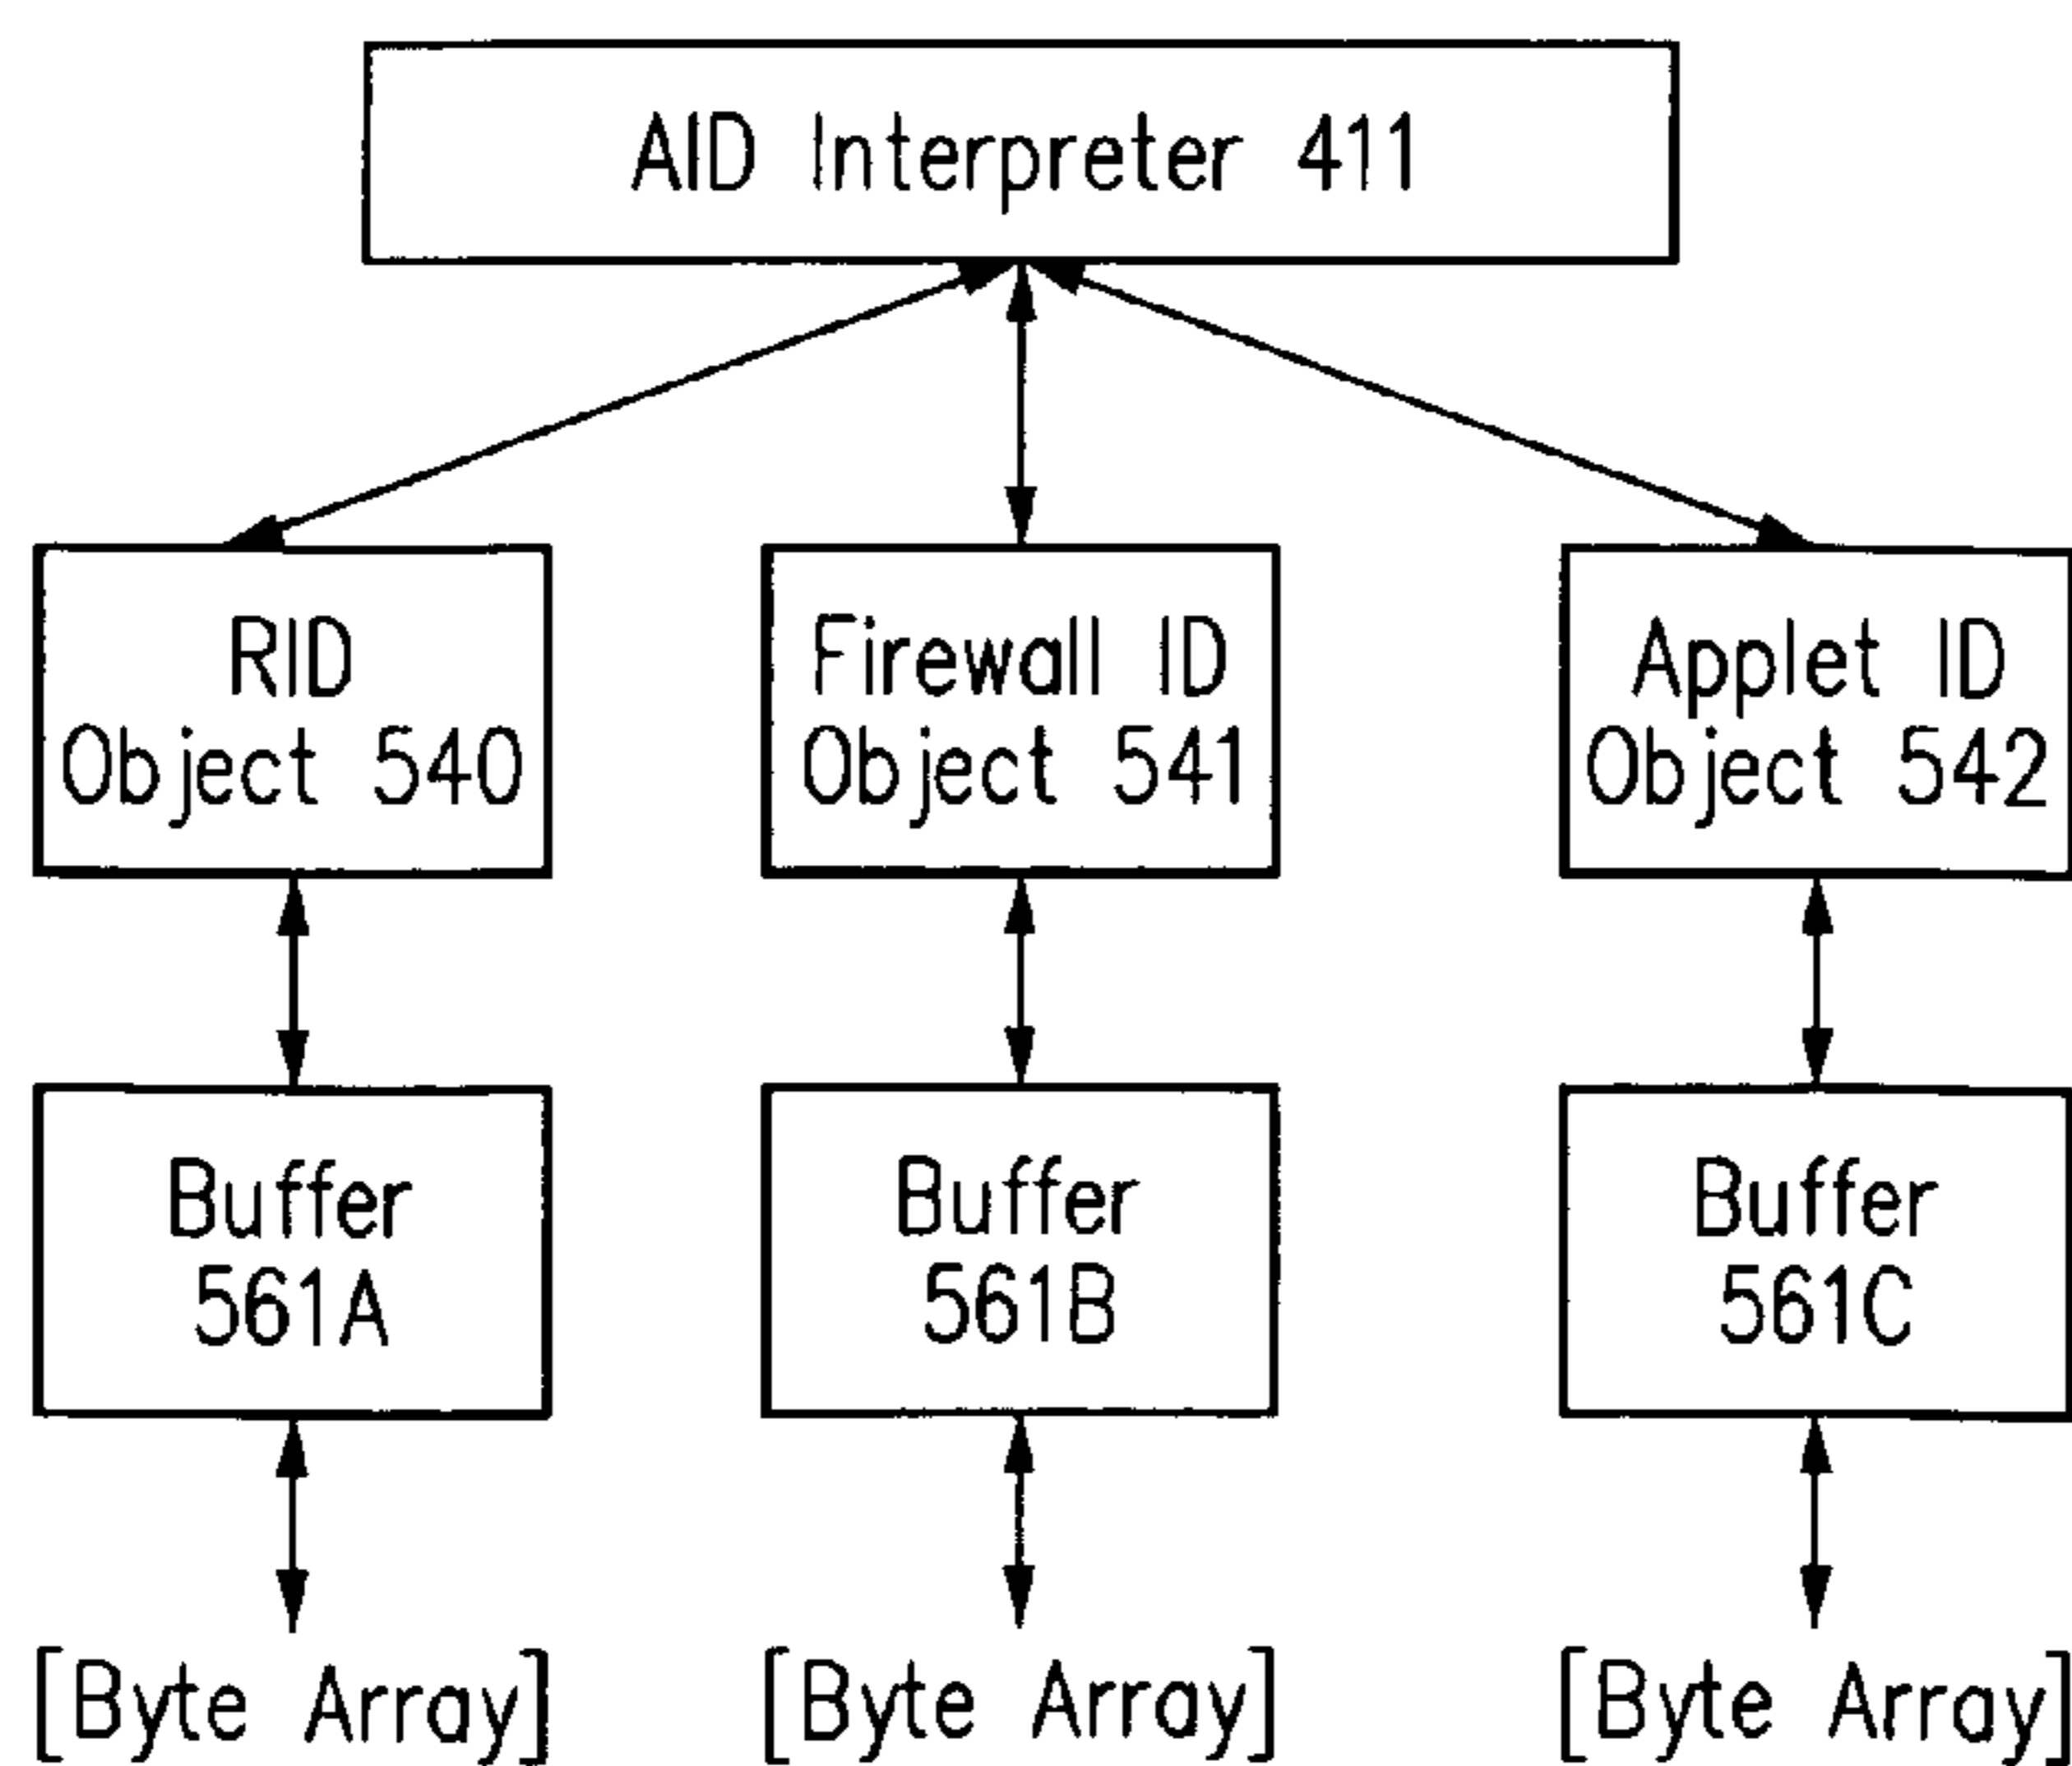 AID Interpreter 411
RID
Object 540
Firewall ID
Object 541
Applet ID
Object 542
Buffer
561A
Buffer
561B
Buffer
561C
[Byte Array]
[Byte Array]
[Byte Array]